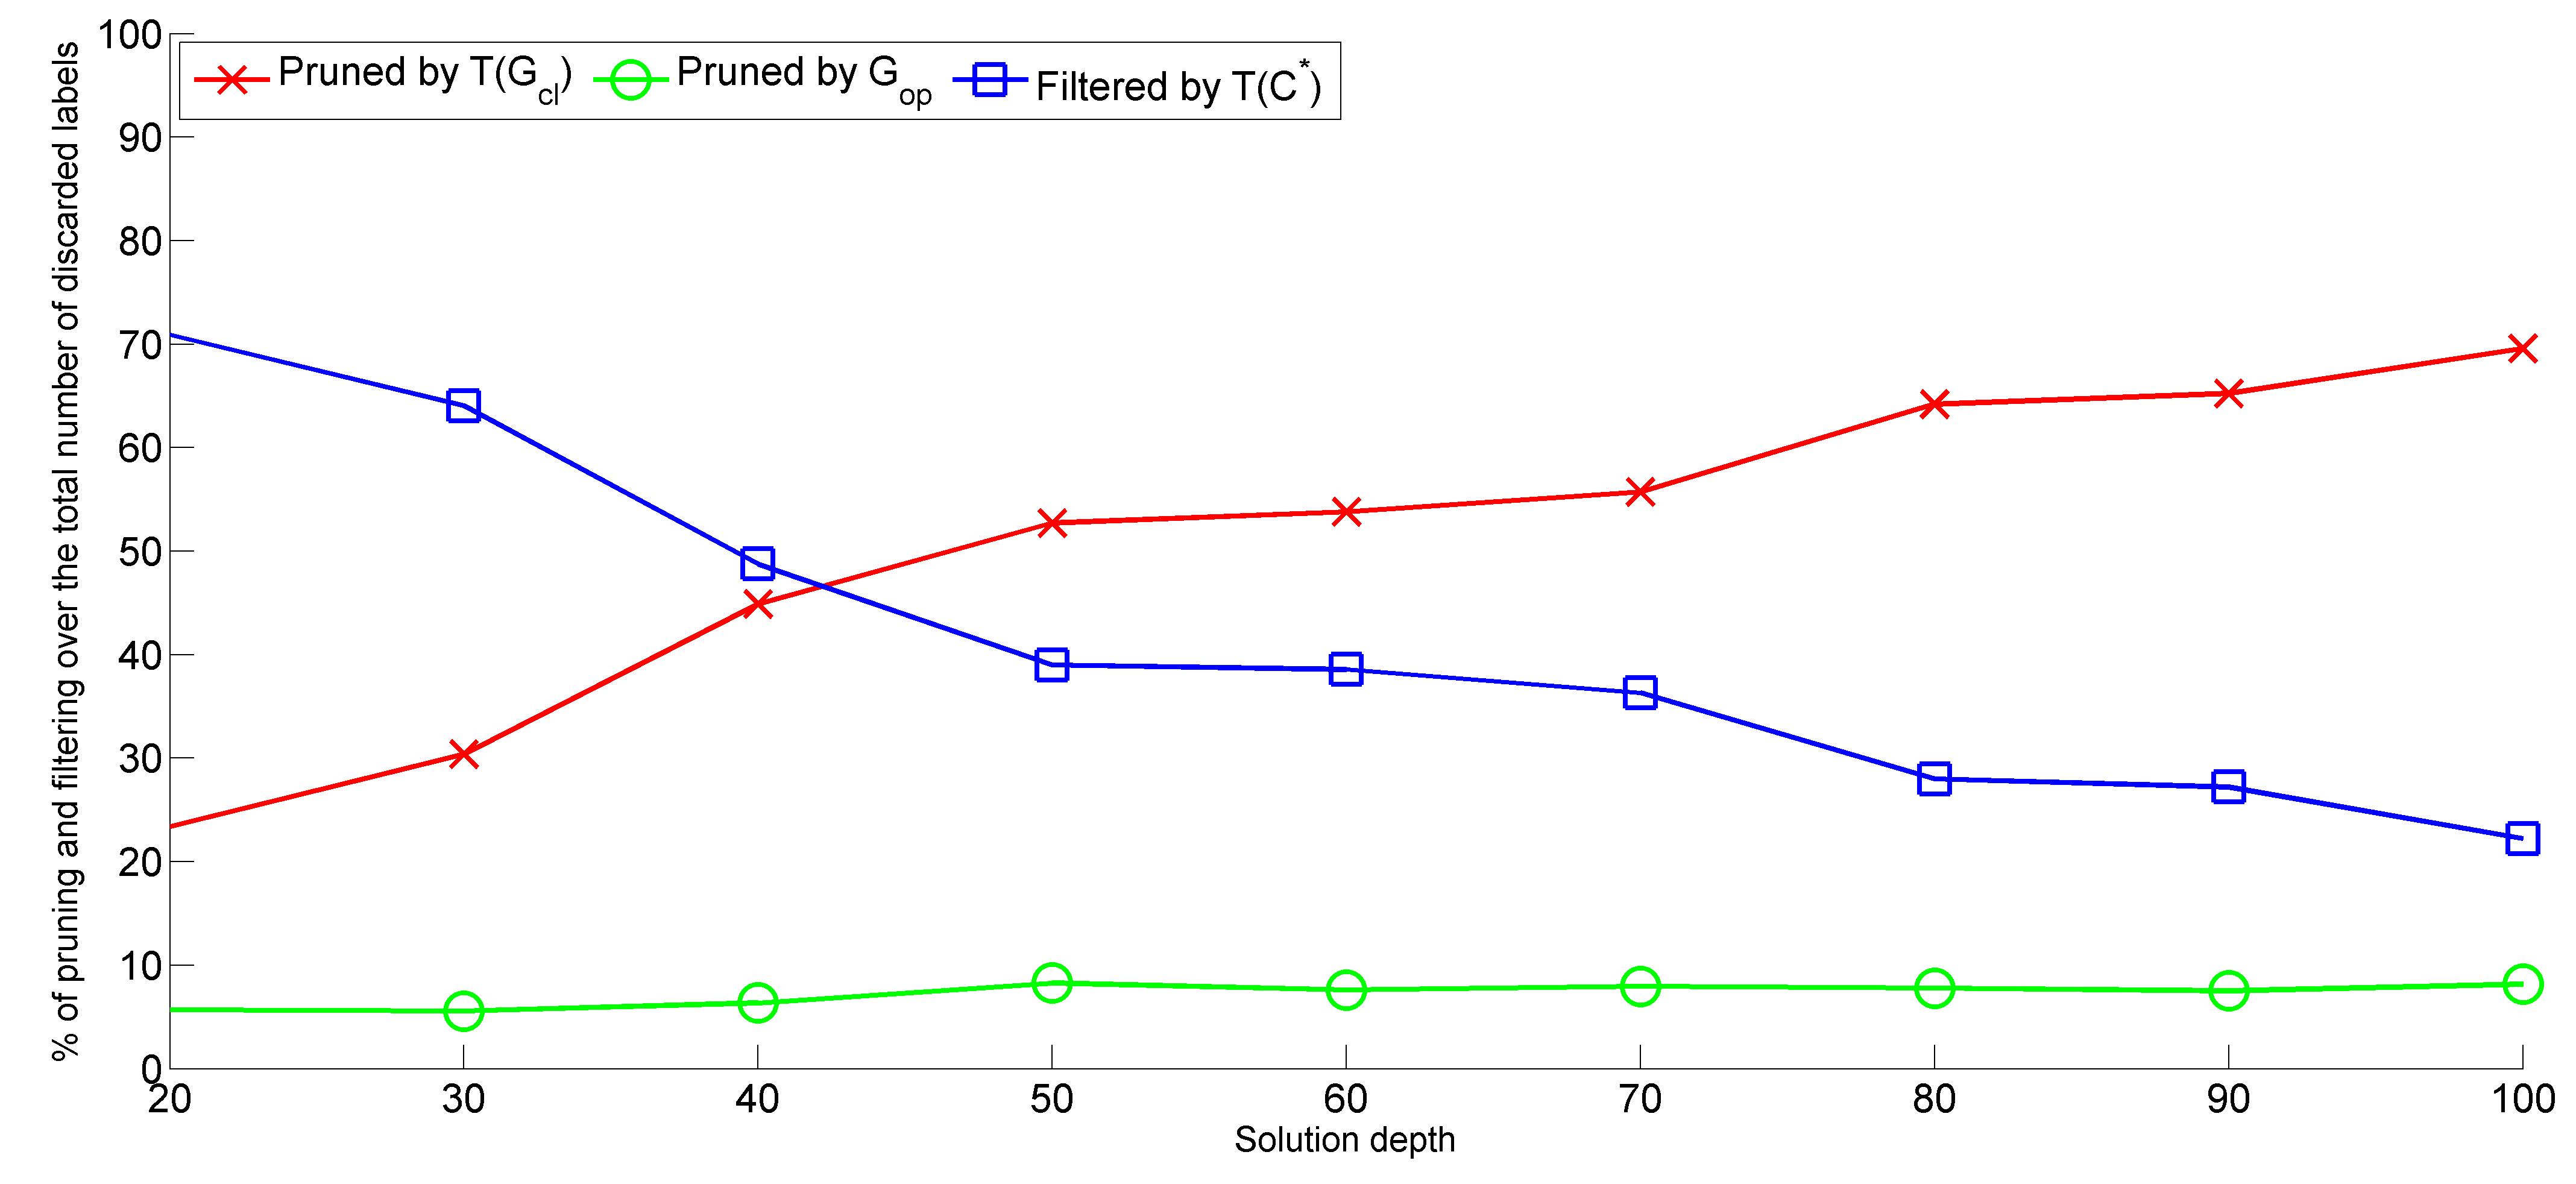 % of pruning and filtering over the total number of discarded labels
100
90
80
70
60
50
40
30
20
10
0
Pruned by T(G_cl) Pruned by G_op Filtered by T(C*)
20 30 40 50 60 70 80 90 100
Solution depth